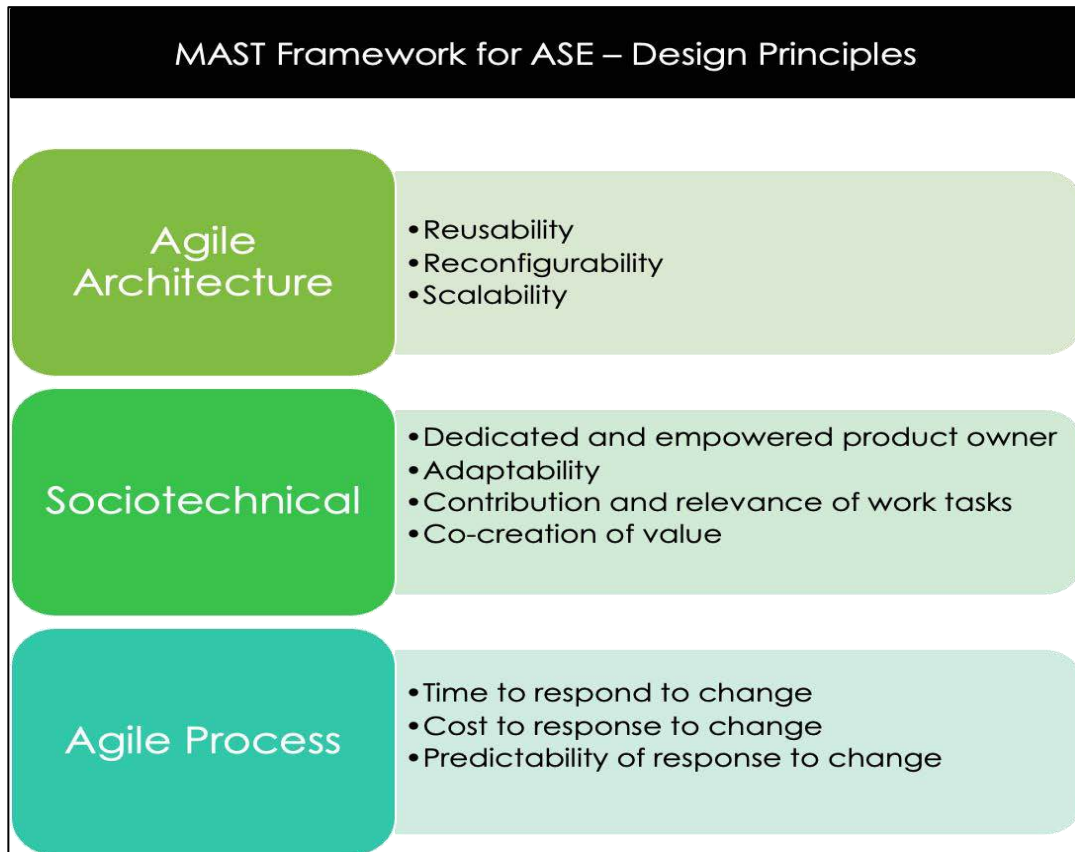 MAST Framework for ASE – Design Principles
Agile
Architecture
•Reusability
•Reconfigurability
•Scalability
Sociotechnical
•Dedicated and empowered product owner
•Adaptability
•Contribution and relevance of work tasks
•Co-creation of value
Agile Process
•Time to respond to change
•Cost to response to change
•Predictability of response to change